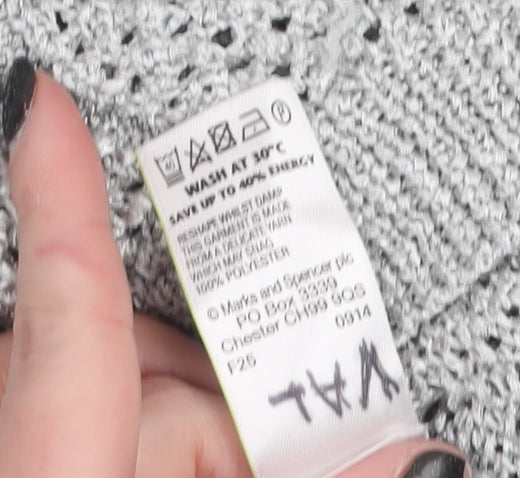 WASH AT 30°C
SAVE UP TO 40% ENERGY
RESHAPE WHILST DAMP
THIS GARMENT IS MADE
FROM A DELICATE YARN
WHICH MAY SNAG
100% POLYESTER
© Marks and Spencer plc
PO Box 3339
Chester CH99 9QS
0914
F25